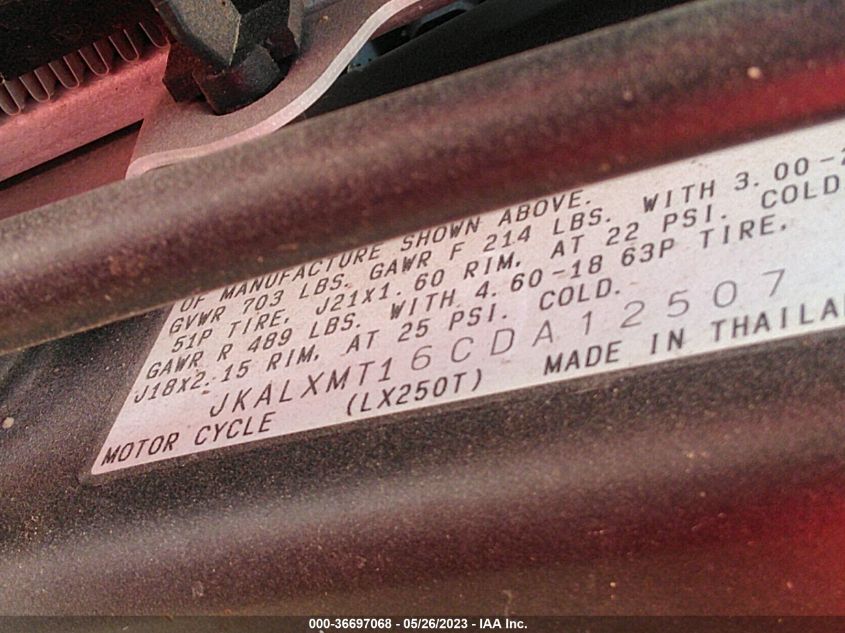 OF MANUFACTURE SHOWN ABOVE.
GVWR 703 LBS. GAWR F 214 LBS. WITH 3.00-
51P TIRE, J21X1.60 RIM, AT 22 PSI. COLD
GAWR R 489 LBS. WITH 4.60-18 63P TIRE,
J18X2.15 RIM, AT 25 PSI. COLD.
JKALXMT16CDA12507
MOTOR CYCLE (LX250T) MADE IN THAILA
000-36697068 - 05/26/2023 - IAA Inc.